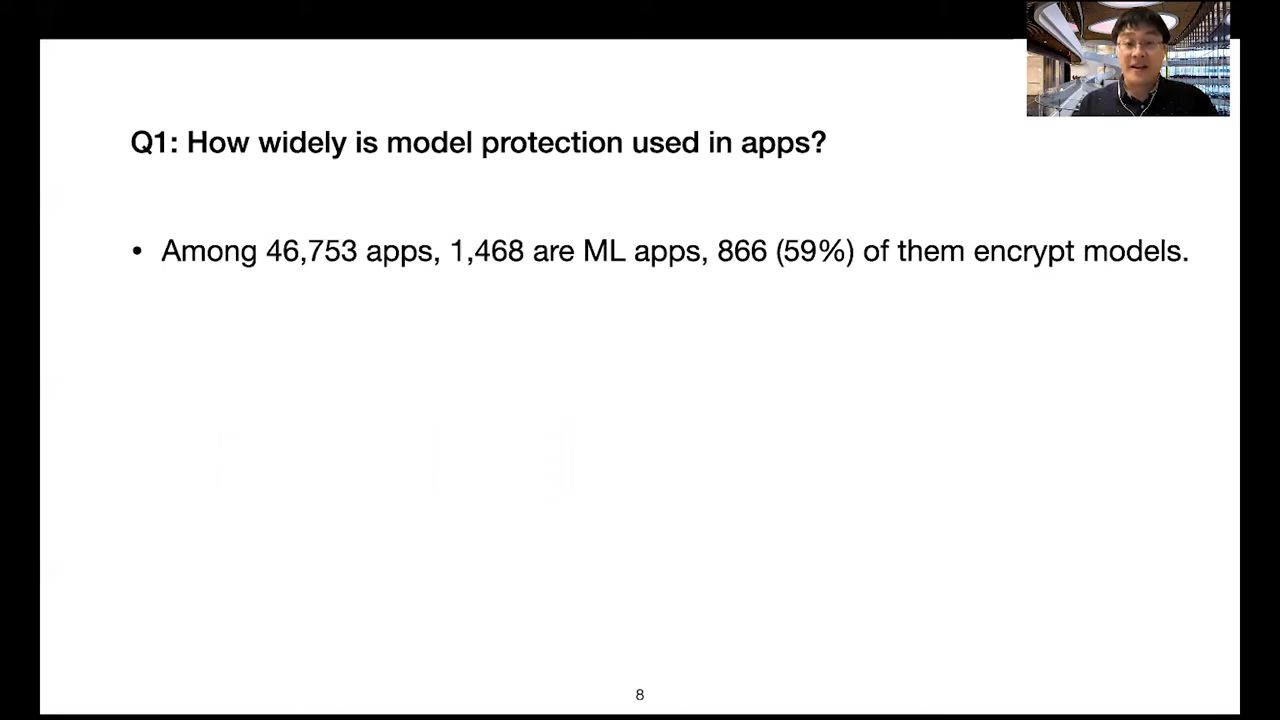 Q1: How widely is model protection used in apps?
• Among 46,753 apps, 1,468 are ML apps, 866 (59%) of them encrypt models.
8